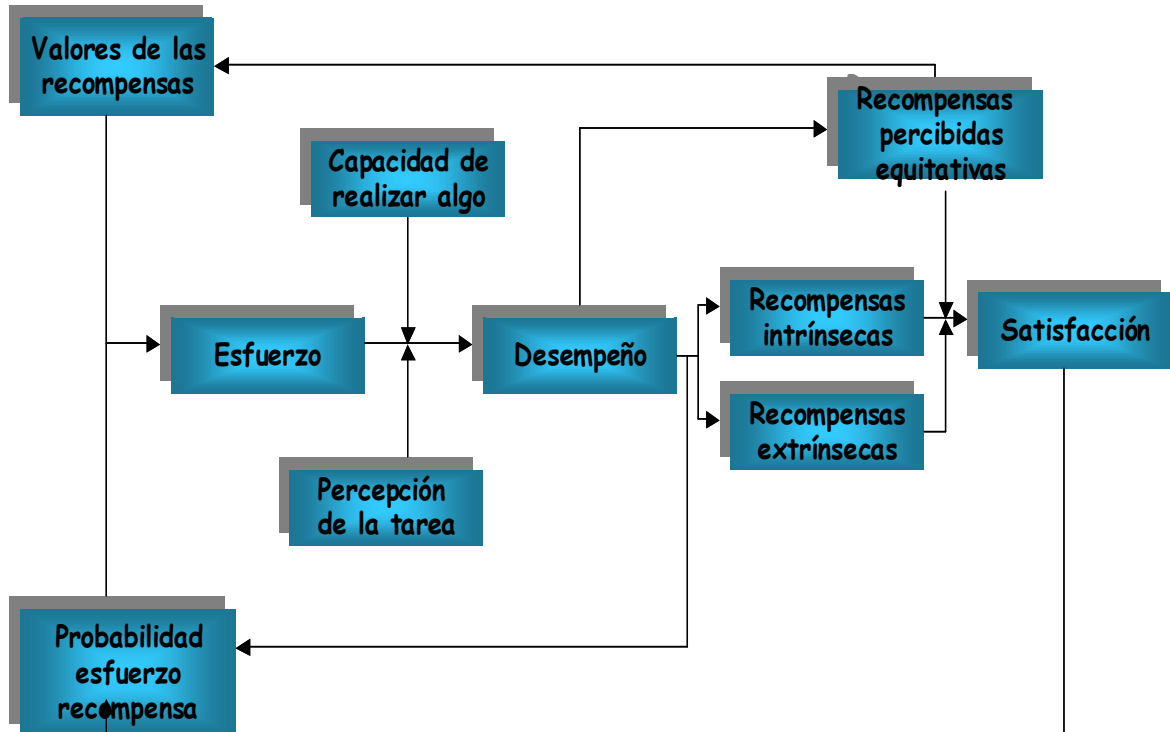 Valores de las
recompensas
Recompensas
percibidas
equitativas
Capacidad de
realizar algo
Recompensas
intrínsecas
Satisfacción
Esfuerzo
Desempeño
Recompensas
extrínsecas
Percepción
de la tarea
Probabilidad
esfuerzo
recompensa